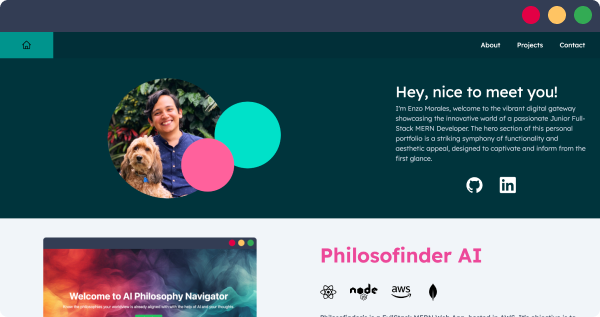 About Projects Contact
Hey, nice to meet you!
I'm Enzo Morales, welcome to the vibrant digital gateway
showcasing the innovative world of a passionate Junior Full-
Stack MERN Developer. The hero section of this personal
portfolio is a striking symphony of functionality and
aesthetic appeal, designed to captivate and inform from the
first glance.
Philosofinder AI
node
aws
Welcome to AI Philosophy Navigator